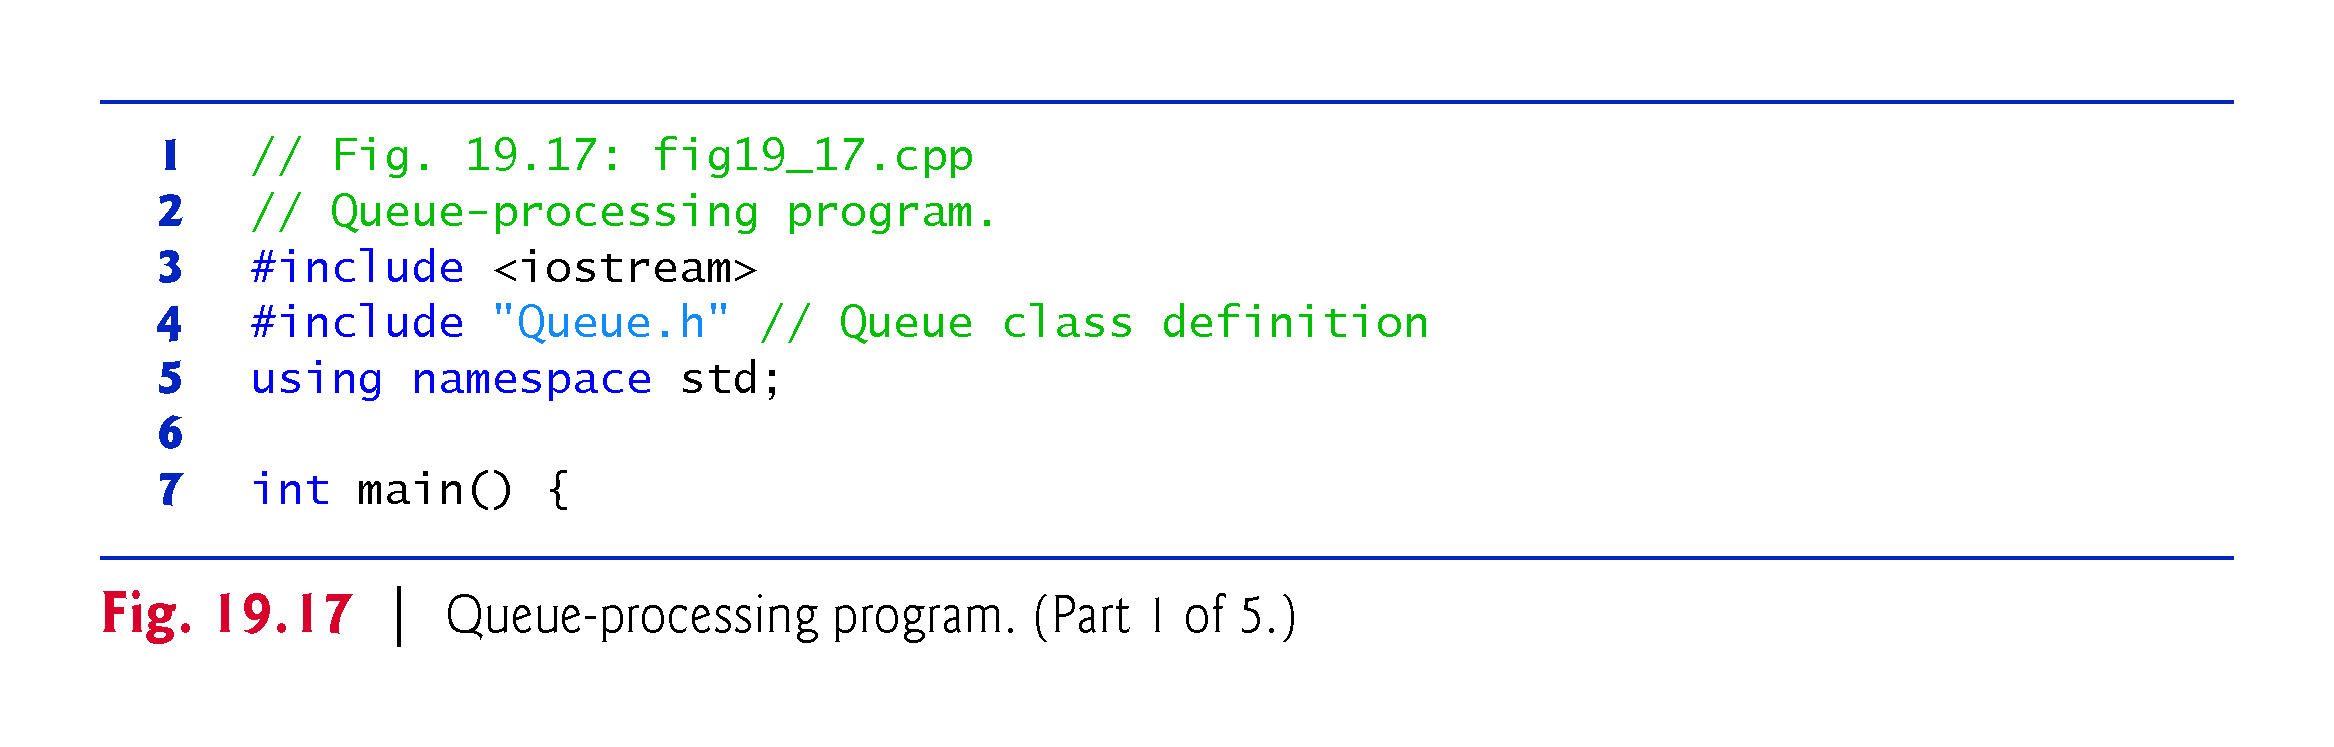 1 // Fig. 19.17: fig19_17.cpp
2 // Queue-processing program.
3 #include <iostream>
4 #include "Queue.h" // Queue class definition
5 using namespace std;
6
7 int main() {
Fig. 19.17 | Queue-processing program. (Part 1 of 5.)